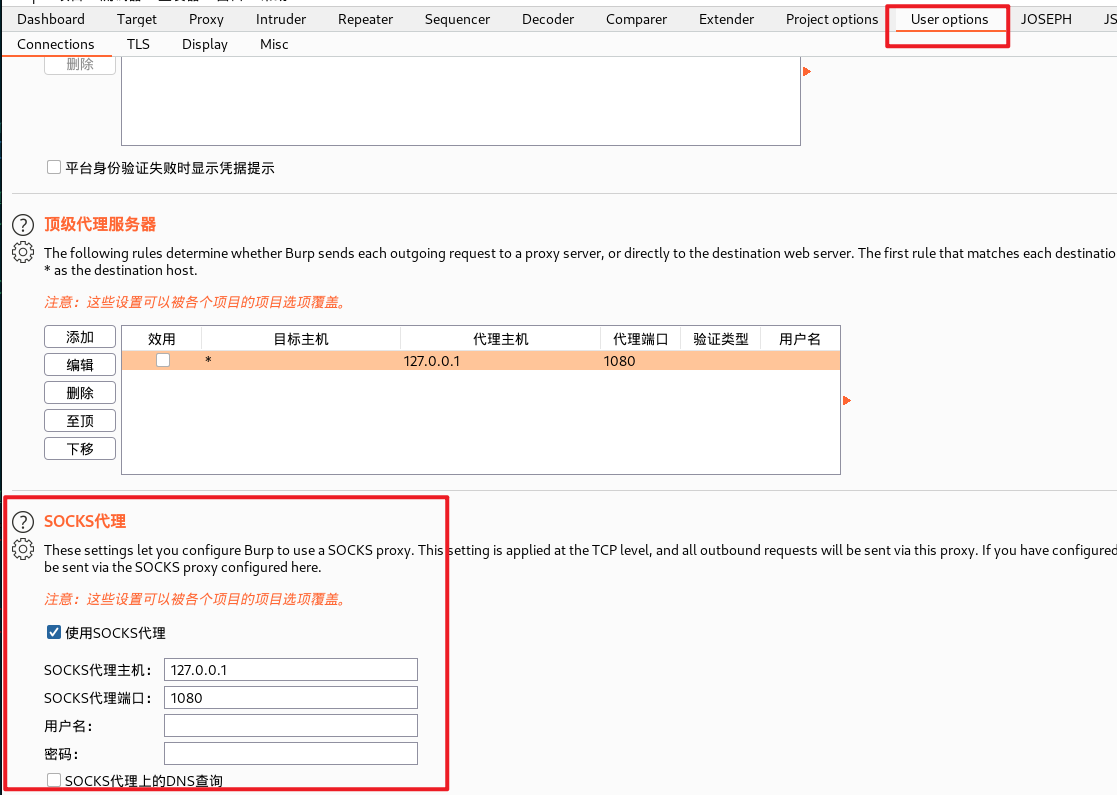 Dashboard Target Proxy Intruder Repeater Sequencer Decoder Comparer Extender Project options User options JOSEPH JS
Connections TLS Display Misc
删除
平台身份验证失败时显示凭据提示
顶级代理服务器
The following rules determine whether Burp sends each outgoing request to a proxy server, or directly to the destination web server. The first rule that matches each destinatio
* as the destination host.
注意：这些设置可以被各个项目的项目选项覆盖。
添加
编辑
删除
至顶
下移
效用 目标主机 代理主机 代理端口 验证类型 用户名
* 127.0.0.1 1080
SOCKS代理
These settings let you configure Burp to use a SOCKS proxy. This setting is applied at the TCP level, and all outbound requests will be sent via this proxy. If you have configured
be sent via the SOCKS proxy configured here.
注意：这些设置可以被各个项目的项目选项覆盖。
使用SOCKS代理
SOCKS代理主机： 127.0.0.1
SOCKS代理端口： 1080
用户名：
密码：
SOCKS代理上的DNS查询